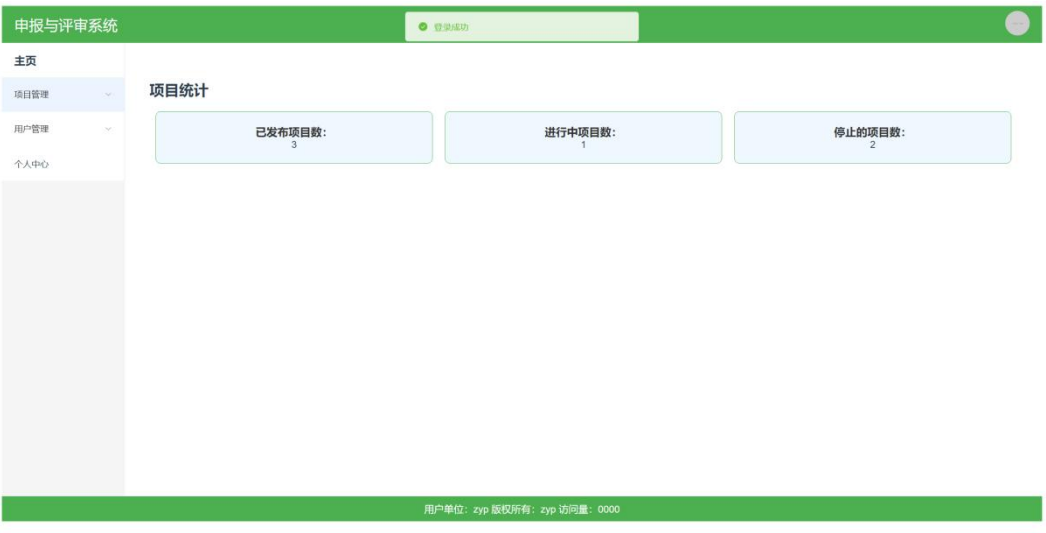 申报与评审系统
登录成功
主页
项目管理
用户管理
个人中心
项目统计
已发布项目数:
3
进行中项目数:
1
停止的项目数:
2
用户单位: zyp 版权所有: zyp 访问量: 0000